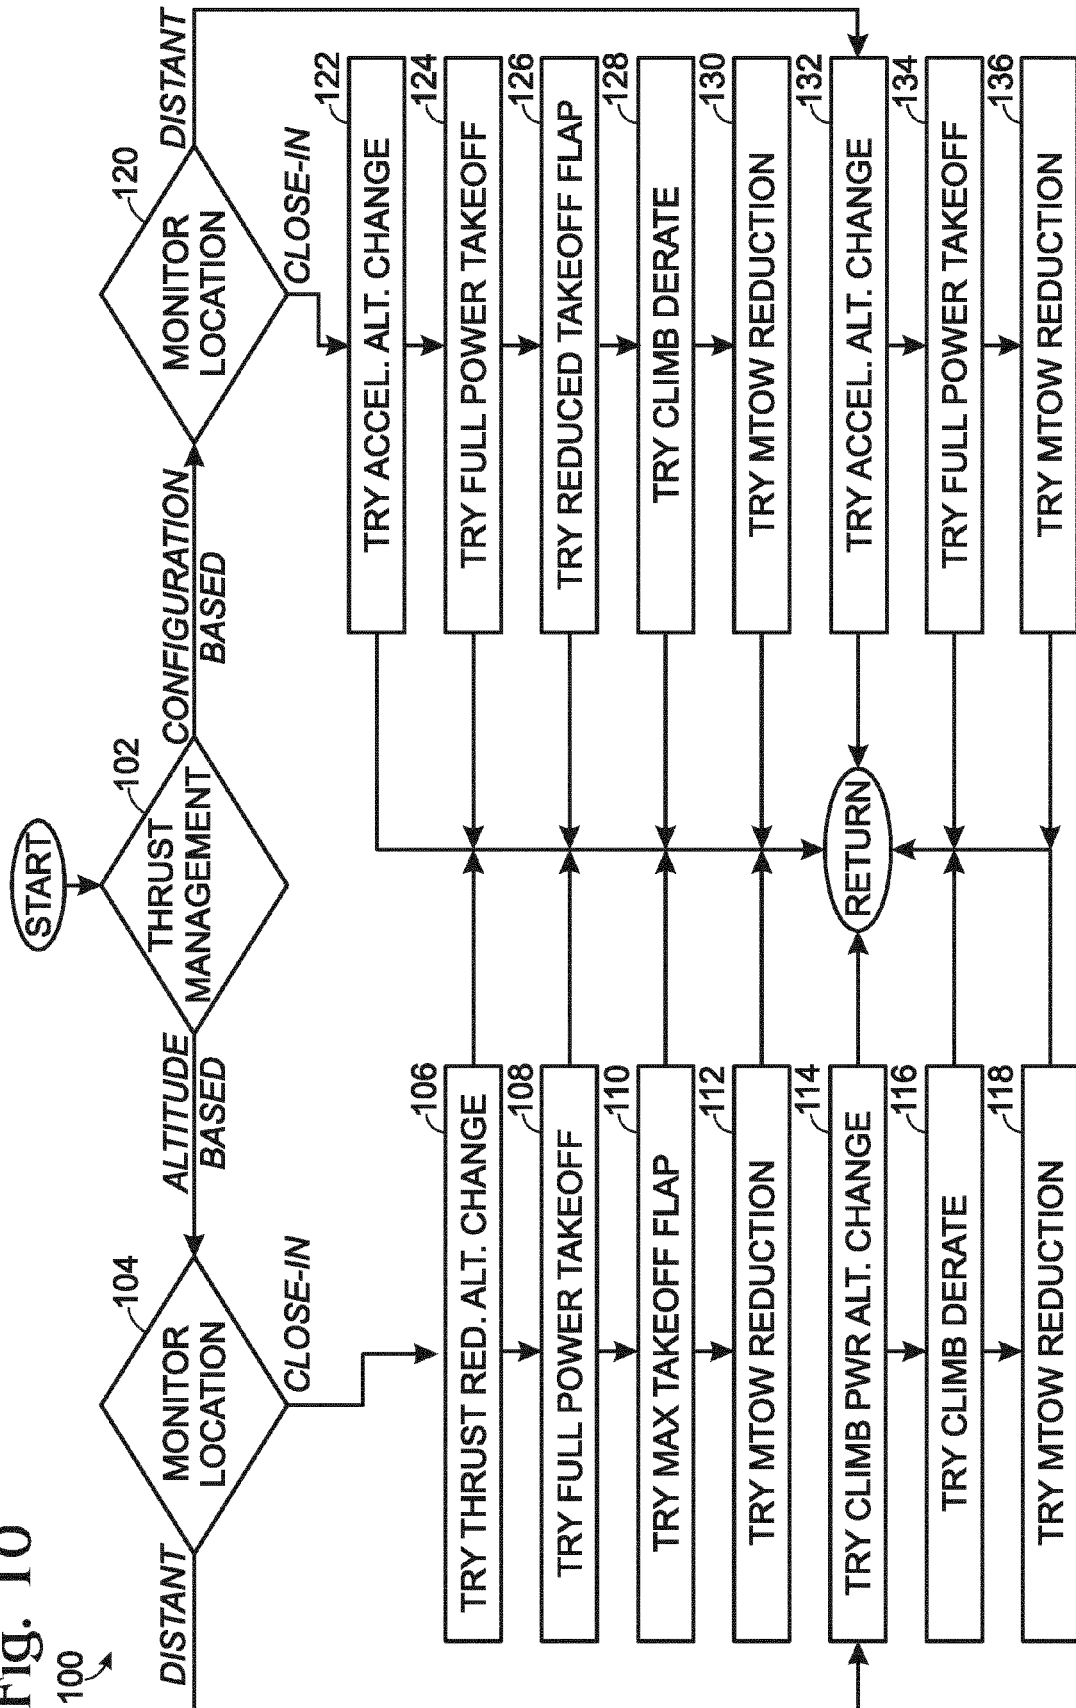 Fig. 10
100
START
102
THRUST
MANAGEMENT
ALTITUDE
BASED
CONFIGURATION
BASED
104
MONITOR
LOCATION
DISTANT
CLOSE-IN
120
MONITOR
LOCATION
DISTANT
CLOSE-IN
106
TRY THRUST RED. ALT. CHANGE
108
TRY FULL POWER TAKEOFF
110
TRY MAX TAKEOFF FLAP
112
TRY MTOW REDUCTION
114
TRY CLIMB PWR ALT. CHANGE
116
TRY CLIMB DERATE
118
TRY MTOW REDUCTION
122
TRY ACCEL. ALT. CHANGE
124
TRY FULL POWER TAKEOFF
126
TRY REDUCED TAKEOFF FLAP
128
TRY CLIMB DERATE
130
TRY MTOW REDUCTION
132
TRY ACCEL. ALT. CHANGE
134
TRY FULL POWER TAKEOFF
136
TRY MTOW REDUCTION
RETURN